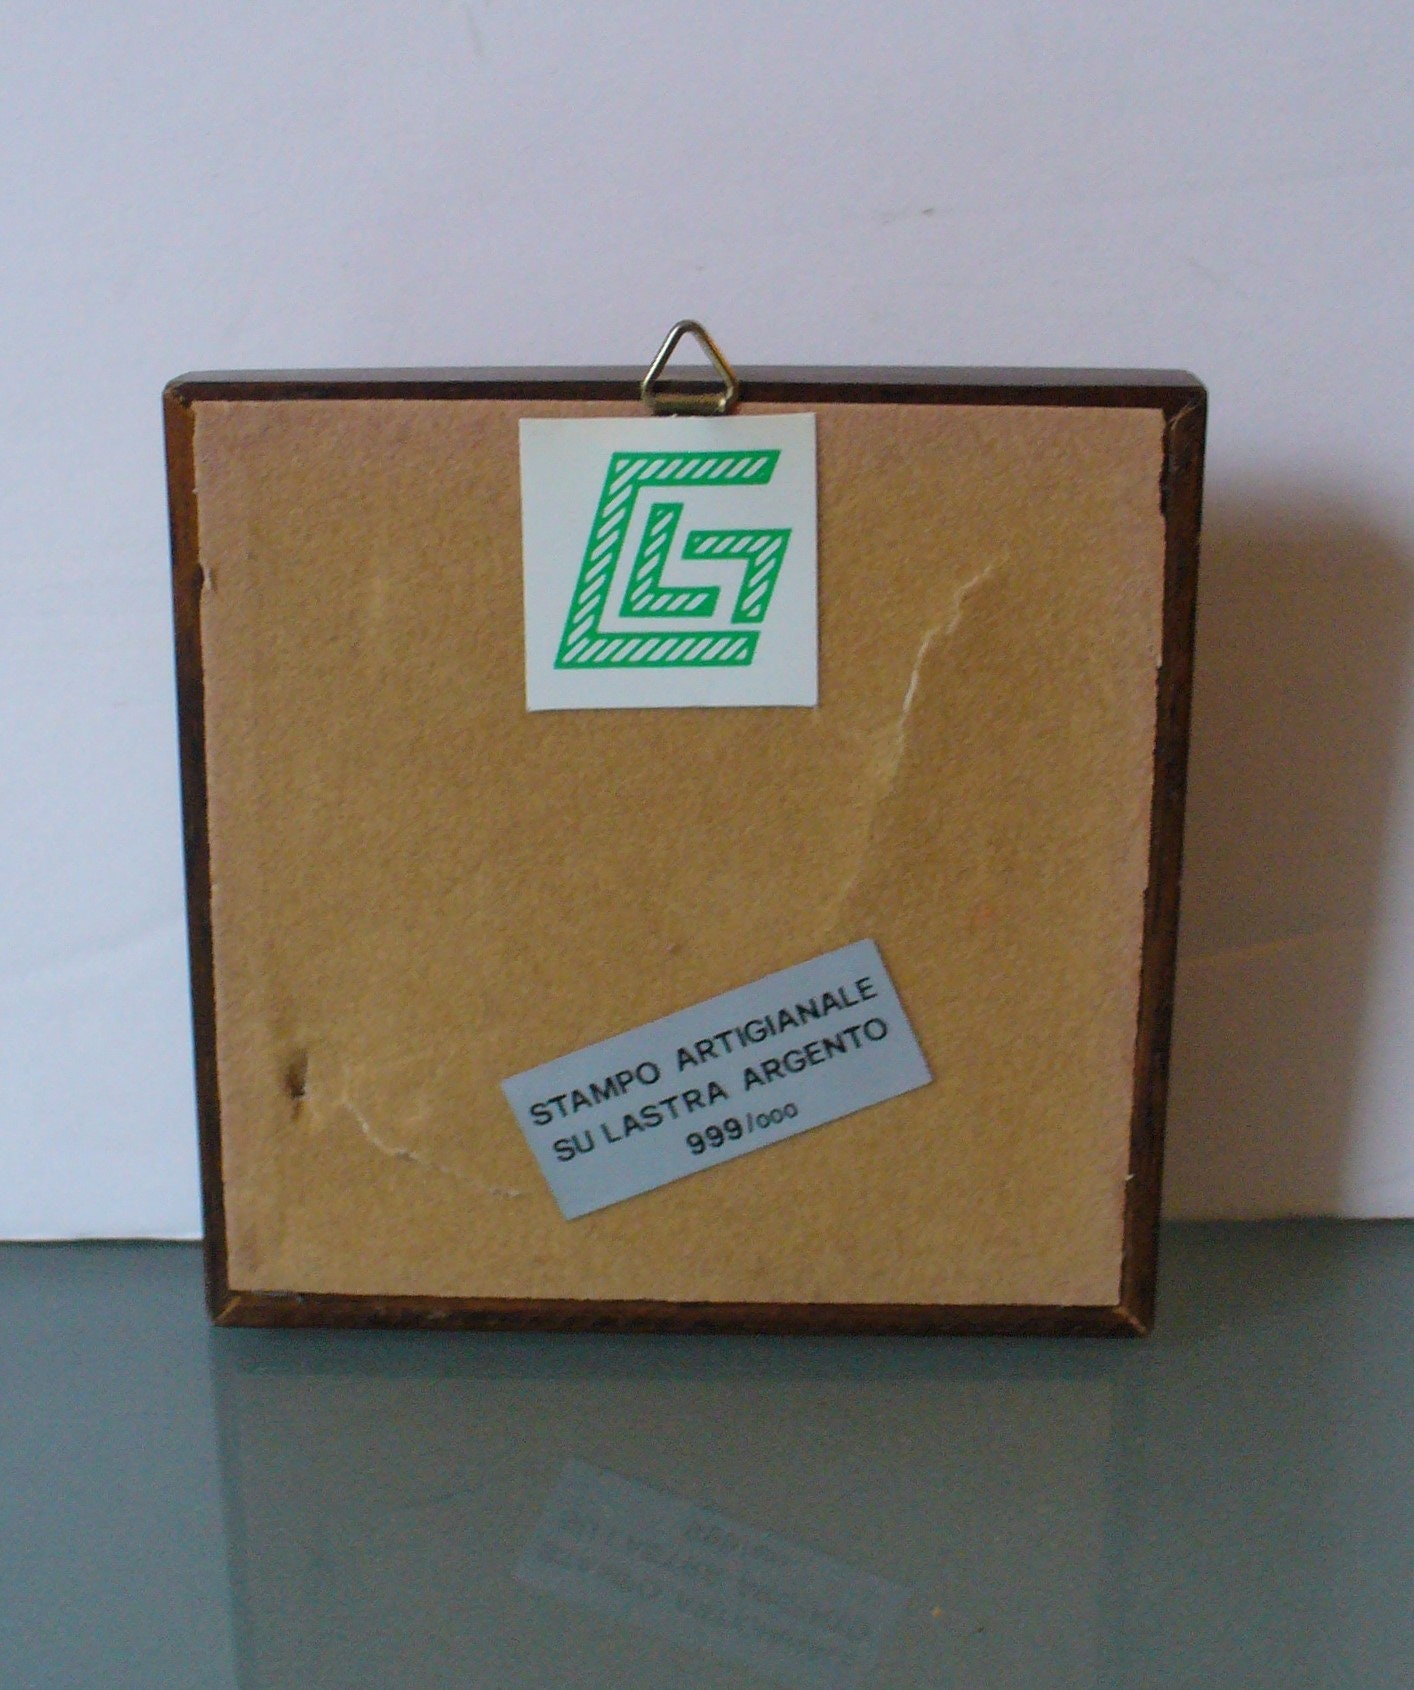 STAMPO ARTIGIANALE
SU LASTRA ARGENTO
999/000